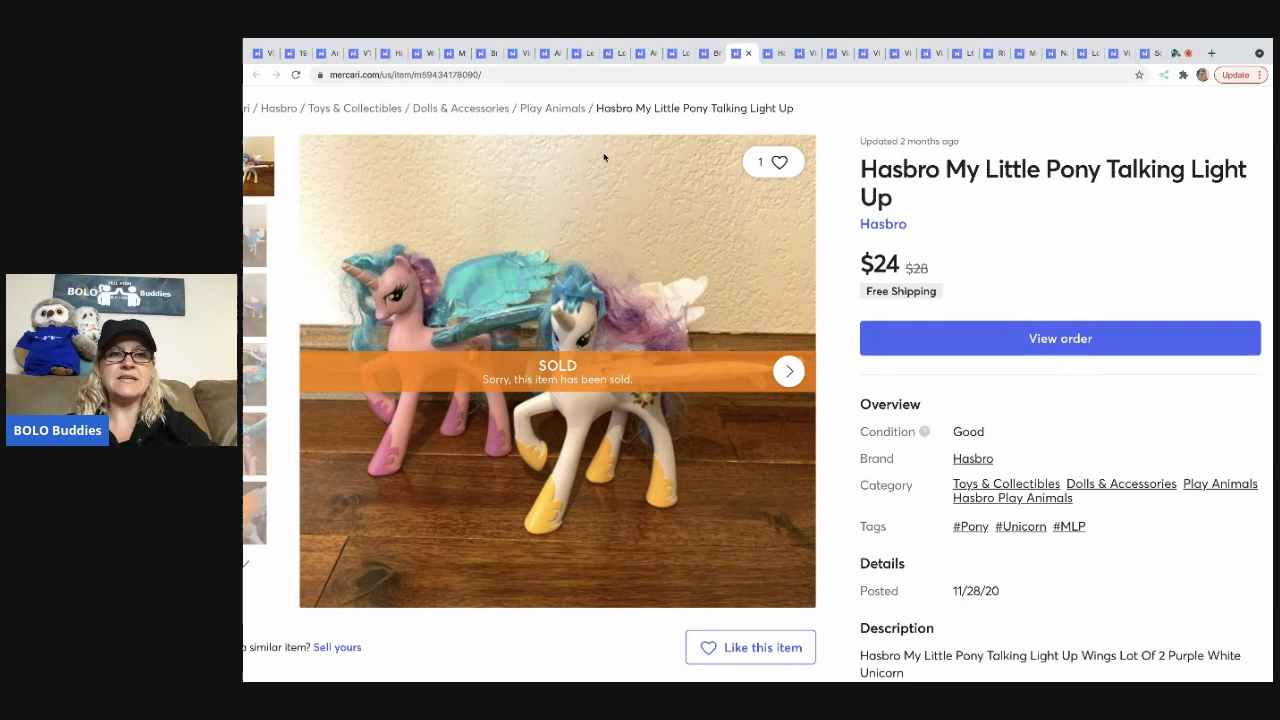 mercari.com/us/item/m59434178090/
Update
/ Hasbro / Toys & Collectibles / Dolls & Accessories / Play Animals / Hasbro My Little Pony Talking Light Up
1
Updated 2 months ago
Hasbro My Little Pony Talking Light
Up
Hasbro
$24 $28
Free Shipping
View order
SOLD
Sorry, this item has been sold.
BOLO Buddies
BOLO Buddies
Overview
Condition Good
Brand Hasbro
Category Toys & Collectibles Dolls & Accessories Play Animals
Hasbro Play Animals
Tags #Pony #Unicorn #MLP
Details
Posted 11/28/20
Description
Hasbro My Little Pony Talking Light Up Wings Lot Of 2 Purple White
Unicorn
similar item? Sell yours
Like this item